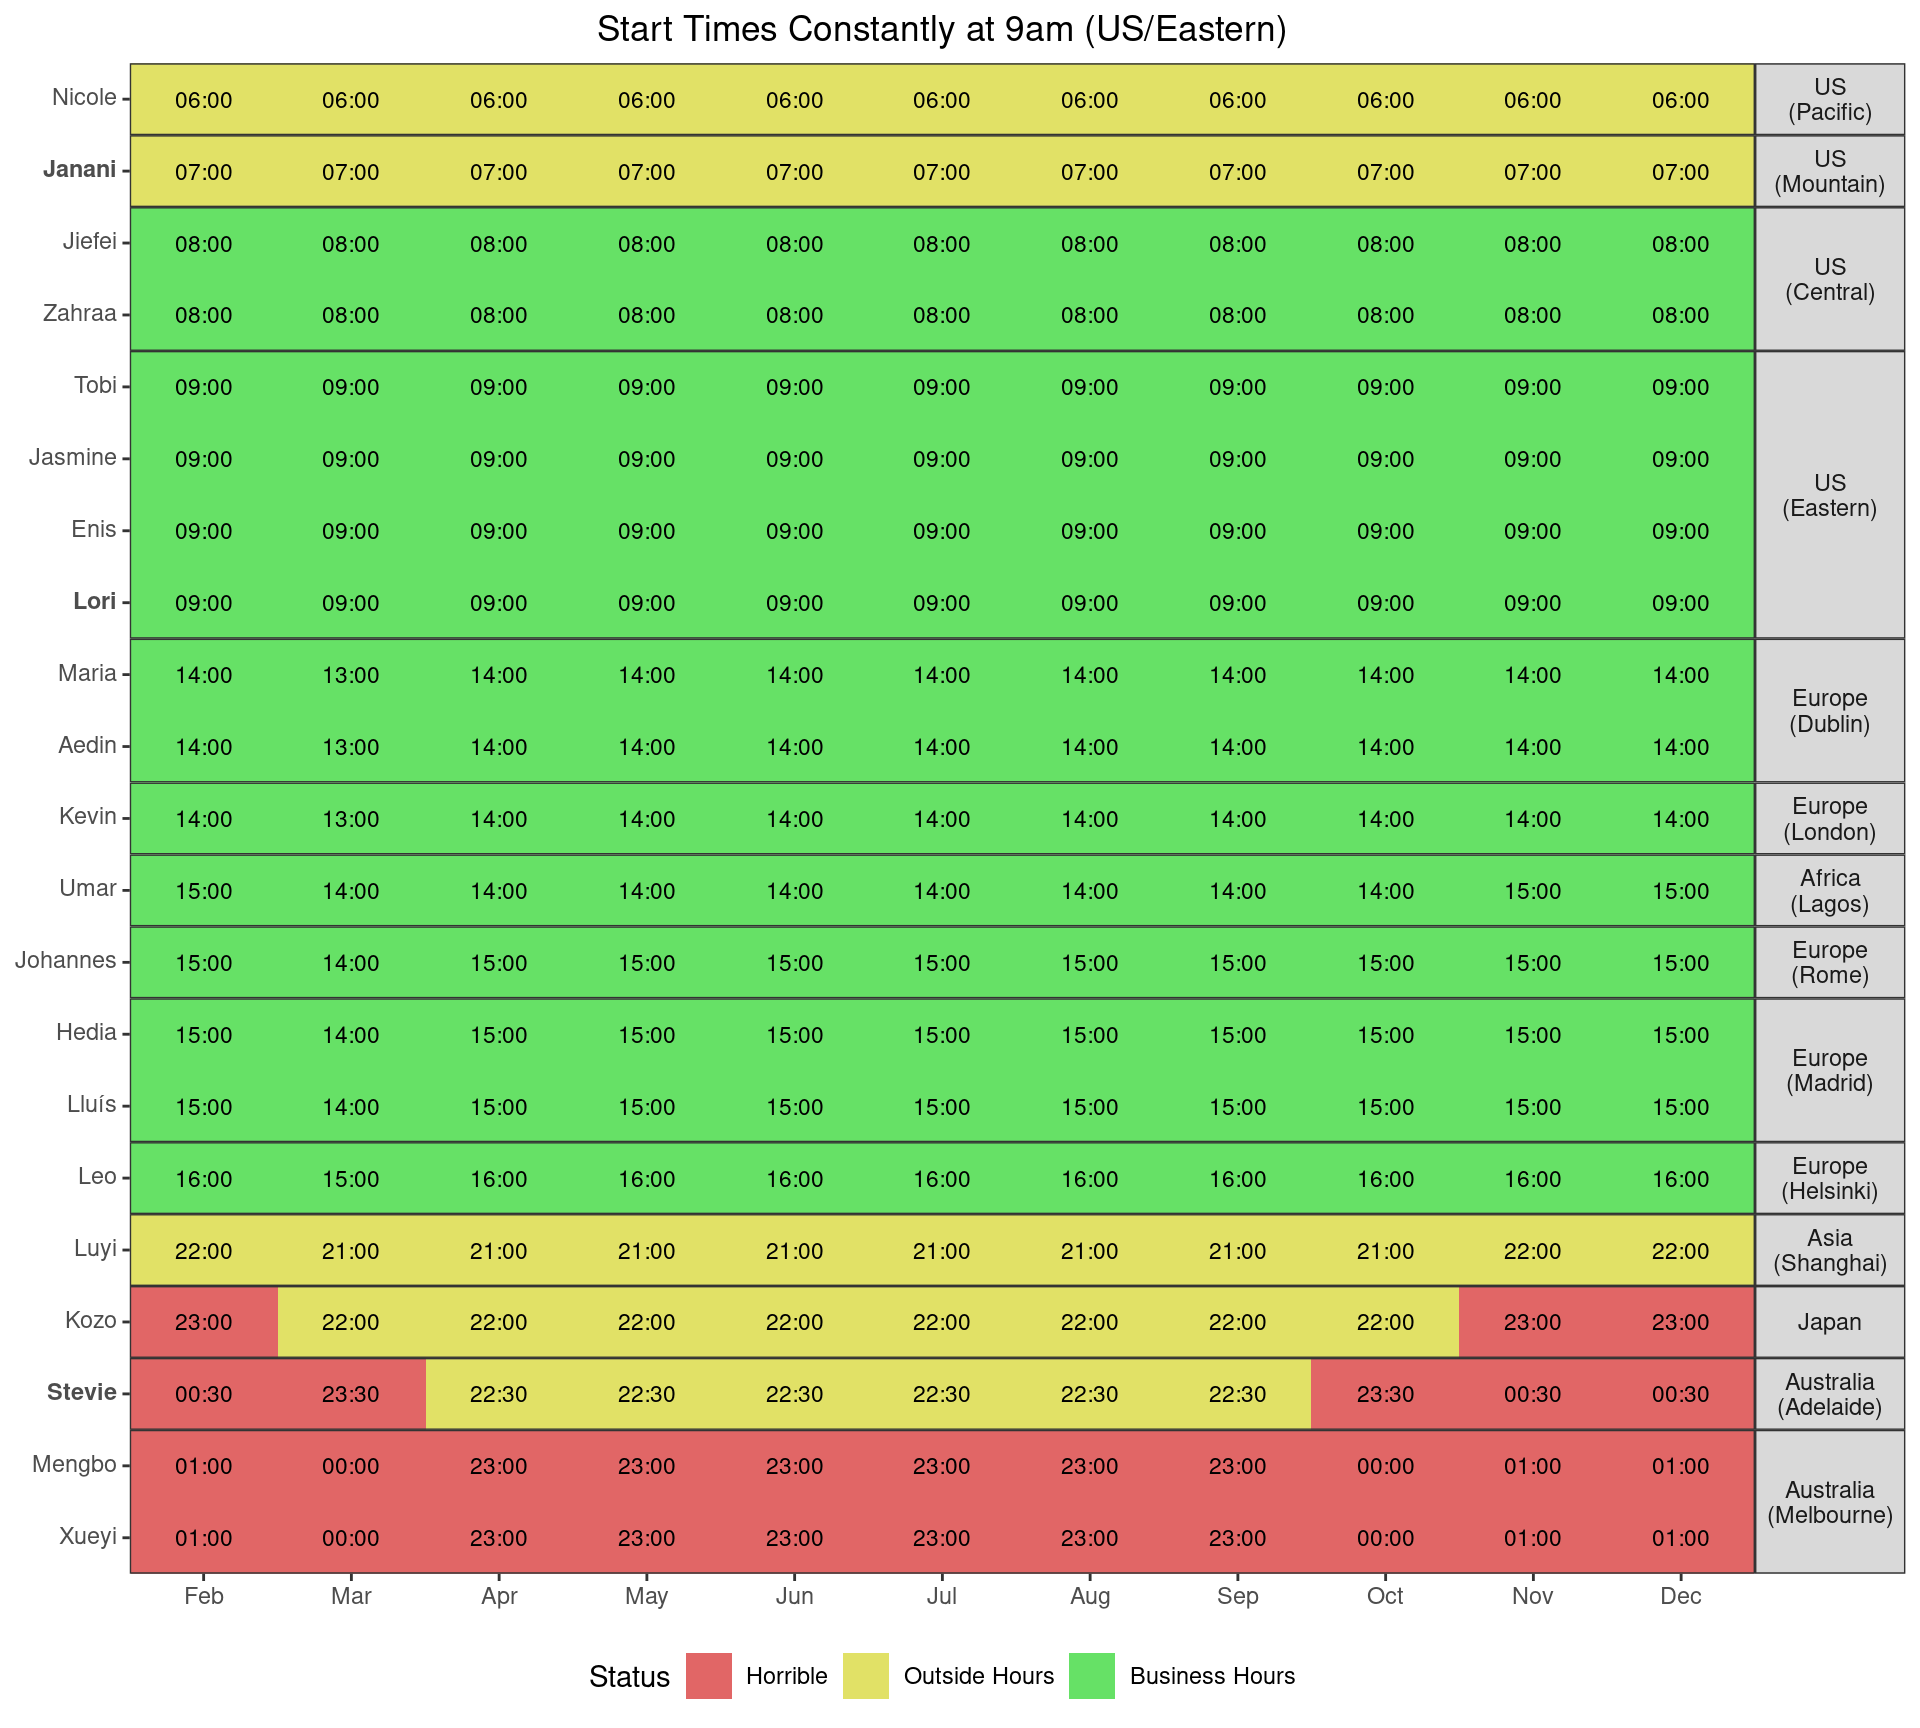 Start Times Constantly at 9am (US/Eastern)
Nicole 06:00 06:00 06:00 06:00 06:00 06:00 06:00 06:00 06:00 06:00 06:00
US
(Pacific)
Janani 07:00 07:00 07:00 07:00 07:00 07:00 07:00 07:00 07:00 07:00 07:00
US
(Mountain)
Jiefei 08:00 08:00 08:00 08:00 08:00 08:00 08:00 08:00 08:00 08:00 08:00
Zahraa 08:00 08:00 08:00 08:00 08:00 08:00 08:00 08:00 08:00 08:00 08:00
US
(Central)
Tobi 09:00 09:00 09:00 09:00 09:00 09:00 09:00 09:00 09:00 09:00 09:00
Jasmine 09:00 09:00 09:00 09:00 09:00 09:00 09:00 09:00 09:00 09:00 09:00
Enis 09:00 09:00 09:00 09:00 09:00 09:00 09:00 09:00 09:00 09:00 09:00
Lori 09:00 09:00 09:00 09:00 09:00 09:00 09:00 09:00 09:00 09:00 09:00
US
(Eastern)
Maria 14:00 13:00 14:00 14:00 14:00 14:00 14:00 14:00 14:00 14:00 14:00
Aedin 14:00 13:00 14:00 14:00 14:00 14:00 14:00 14:00 14:00 14:00 14:00
Europe
(Dublin)
Kevin 14:00 13:00 14:00 14:00 14:00 14:00 14:00 14:00 14:00 14:00 14:00
Europe
(London)
Umar 15:00 14:00 14:00 14:00 14:00 14:00 14:00 14:00 14:00 15:00 15:00
Africa
(Lagos)
Johannes 15:00 14:00 15:00 15:00 15:00 15:00 15:00 15:00 15:00 15:00 15:00
Europe
(Rome)
Hedia 15:00 14:00 15:00 15:00 15:00 15:00 15:00 15:00 15:00 15:00 15:00
Lluís 15:00 14:00 15:00 15:00 15:00 15:00 15:00 15:00 15:00 15:00 15:00
Europe
(Madrid)
Leo 16:00 15:00 16:00 16:00 16:00 16:00 16:00 16:00 16:00 16:00 16:00
Europe
(Helsinki)
Luyi 22:00 21:00 21:00 21:00 21:00 21:00 21:00 21:00 21:00 22:00 22:00
Asia
(Shanghai)
Kozo 23:00 22:00 22:00 22:00 22:00 22:00 22:00 22:00 22:00 23:00 23:00
Japan
Stevie 00:30 23:30 22:30 22:30 22:30 22:30 22:30 22:30 23:30 00:30 00:30
Australia
(Adelaide)
Mengbo 01:00 00:00 23:00 23:00 23:00 23:00 23:00 23:00 00:00 01:00 01:00
Xueyi 01:00 00:00 23:00 23:00 23:00 23:00 23:00 23:00 00:00 01:00 01:00
Australia
(Melbourne)
Feb Mar Apr May Jun Jul Aug Sep Oct Nov Dec
Status Horrible Outside Hours Business Hours